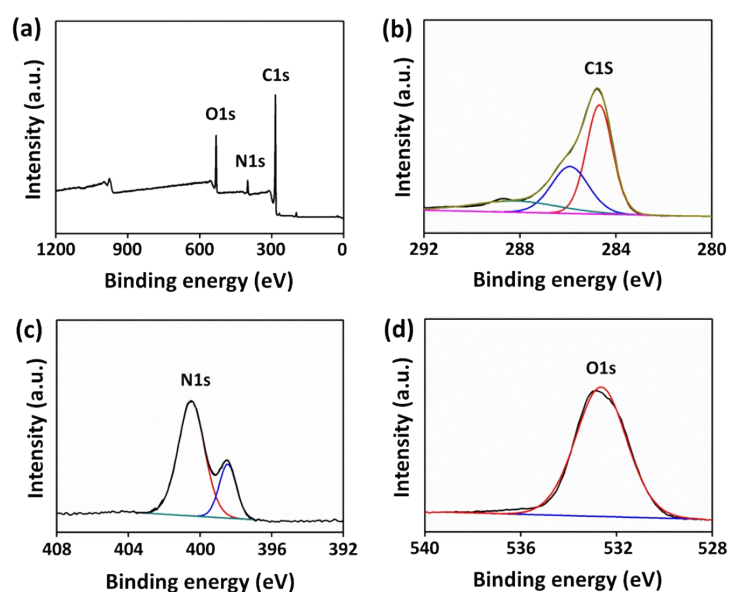 (a)
C1s
O1s
N1s
Intensity (a.u.)
1200 900 600 300 0
Binding energy (eV)
(b)
C1S
Intensity (a.u.)
292 288 284 280
Binding energy (eV)
(c)
N1s
Intensity (a.u.)
408 404 400 396 392
Binding energy (eV)
(d)
O1s
Intensity (a.u.)
540 536 532 528
Binding energy (eV)